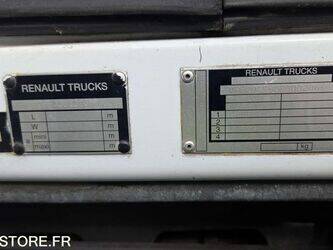 RENAULT TRUCKS
L m
W m
a mini m
maxi m
RENAULT TRUCKS
1
2
3
4
kg
STORE.FR